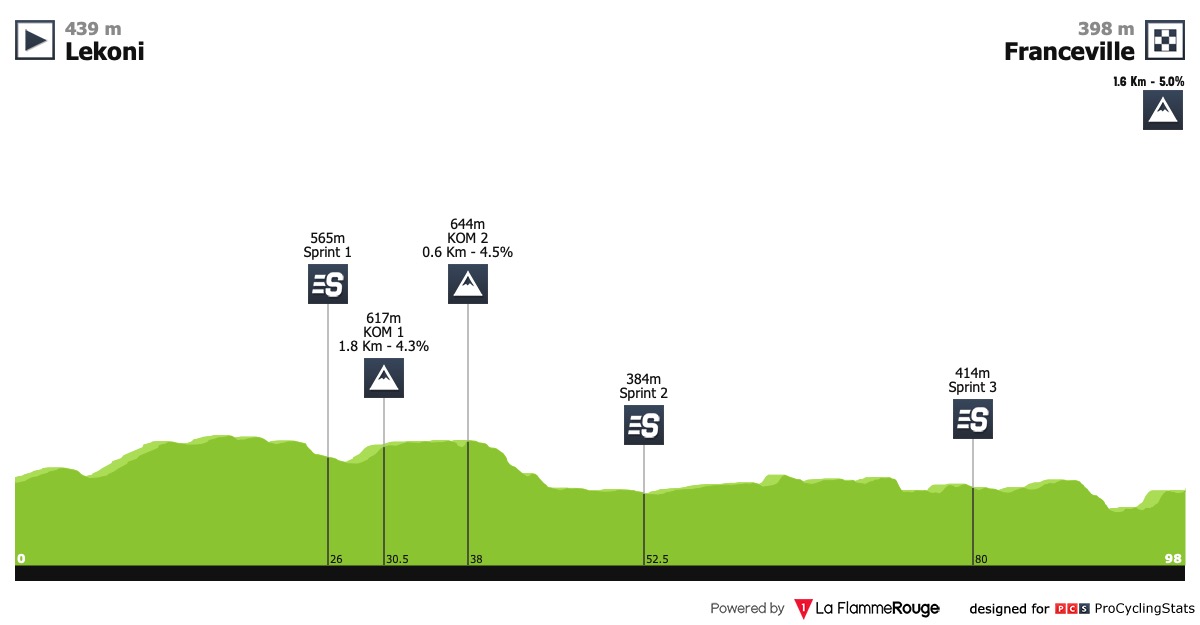 439 m
Lekoni
398 m
Franceville
1.6 Km - 5.0%
644m
KOM 2
0.6 Km - 4.5%
565m
Sprint 1
S
617m
KOM 1
1.8 Km - 4.3%
384m
Sprint 2
S
414m
Sprint 3
S
0
26
30.5
38
52.5
80
98
Powered by 1 La FlammeRouge designed for PCS ProCyclingStats